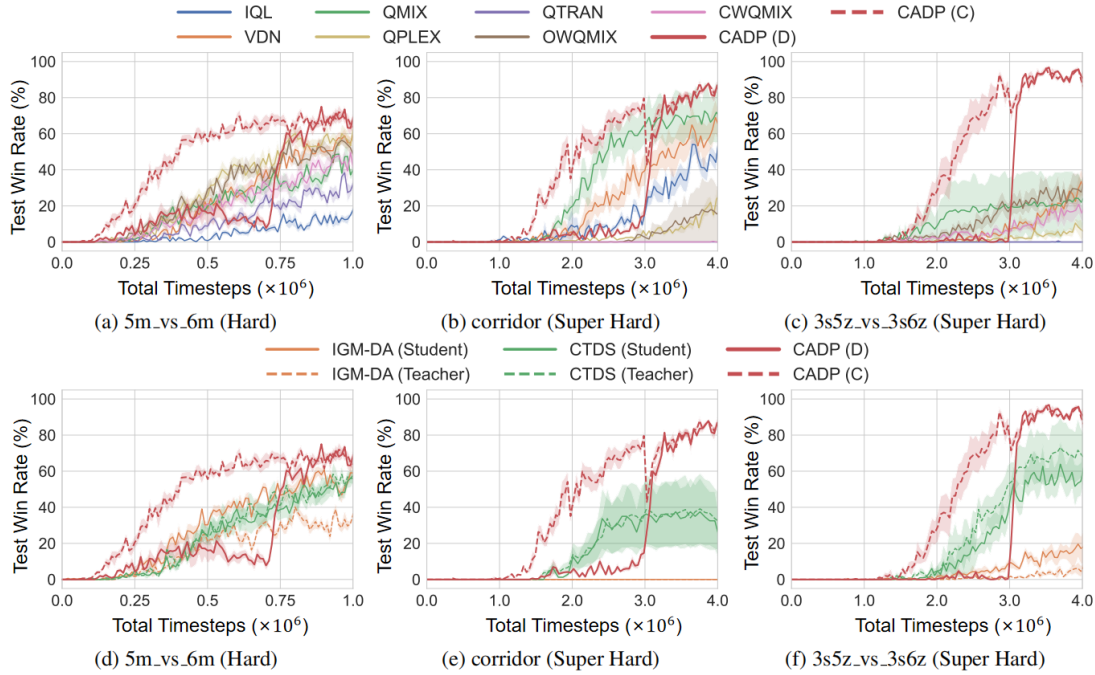 IQL QMIX QTRAN CWQMIX CADP (C)
VDN QPLEX OWQMIX CADP (D)
Test Win Rate (%)
100
80
60
40
20
0
0.0 0.25 0.5 0.75 1.0
Total Timesteps (×10⁶)
(a) 5m_vs_6m (Hard)
Test Win Rate (%)
100
80
60
40
20
0
0.0 1.0 2.0 3.0 4.0
Total Timesteps (×10⁶)
(b) corridor (Super Hard)
Test Win Rate (%)
100
80
60
40
20
0
0.0 1.0 2.0 3.0 4.0
Total Timesteps (×10⁶)
(c) 3s5z_vs_3s6z (Super Hard)
IGM-DA (Student) CTDS (Student) CADP (D)
IGM-DA (Teacher) CTDS (Teacher) CADP (C)
Test Win Rate (%)
100
80
60
40
20
0
0.0 0.25 0.5 0.75 1.0
Total Timesteps (×10⁶)
(d) 5m_vs_6m (Hard)
Test Win Rate (%)
100
80
60
40
20
0
0.0 1.0 2.0 3.0 4.0
Total Timesteps (×10⁶)
(e) corridor (Super Hard)
Test Win Rate (%)
100
80
60
40
20
0
0.0 1.0 2.0 3.0 4.0
Total Timesteps (×10⁶)
(f) 3s5z_vs_3s6z (Super Hard)